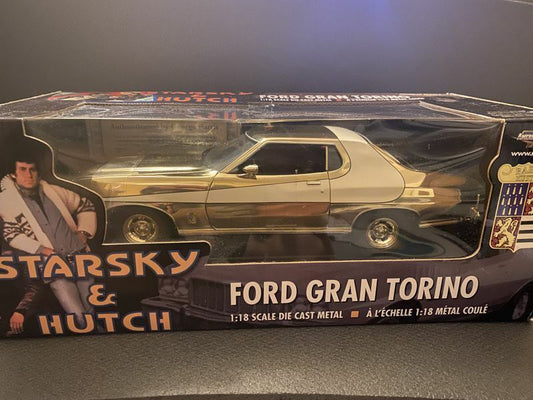 STARSKY
& HUTCH
FORD GRAN TORINO
STARSKY
&
HUTCH
FORD GRAN TORINO
1:18 SCALE DIE CAST METAL ■ À L'ÉCHELLE 1:18 MÉTAL COULÉ